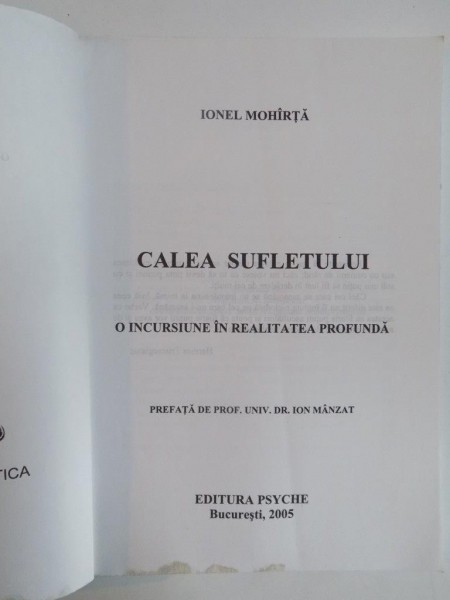 IONEL MOHÎRȚĂ
CALEA SUFLETULUI
O INCURSIUNE ÎN REALITATEA PROFUNDĂ
PREFAȚĂ DE PROF. UNIV. DR. ION MÂNZAT
TICA
EDITURA PSYCHE
București, 2005